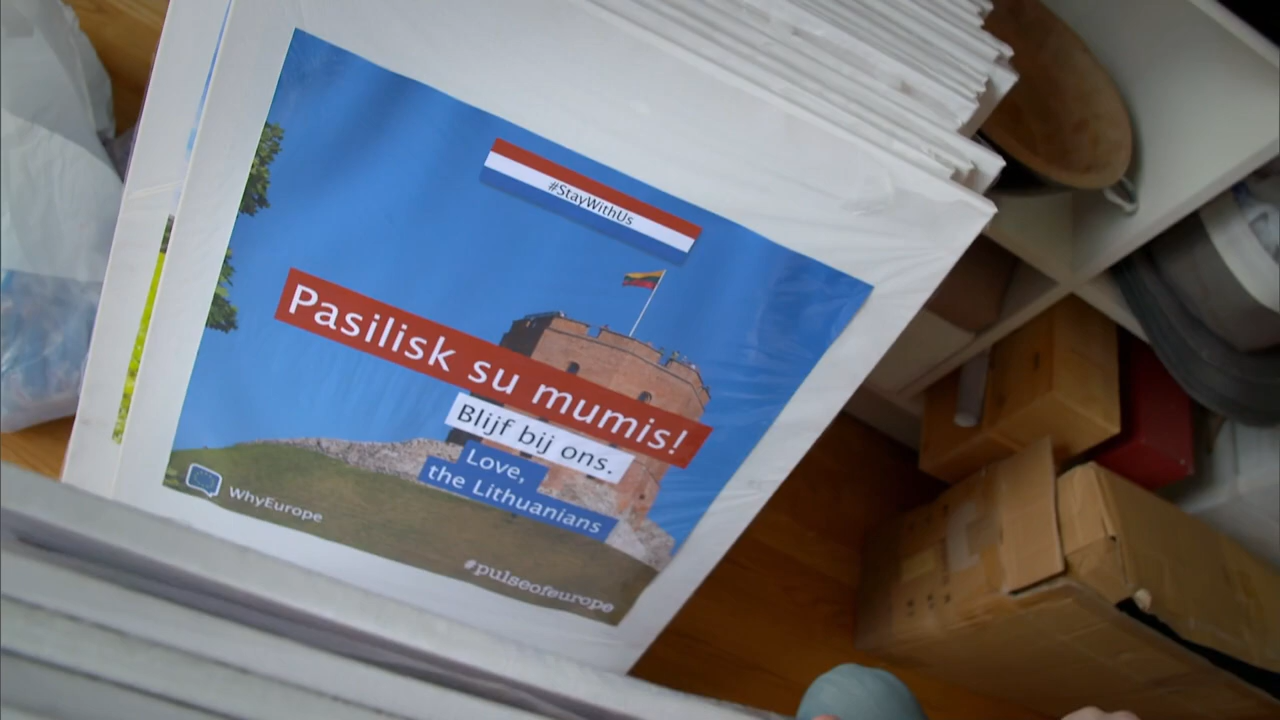 #StayWithUs
Pasilisk su mumis!
Blijf bij ons.
Love,
the Lithuanians
WhyEurope
#pulseofeurope